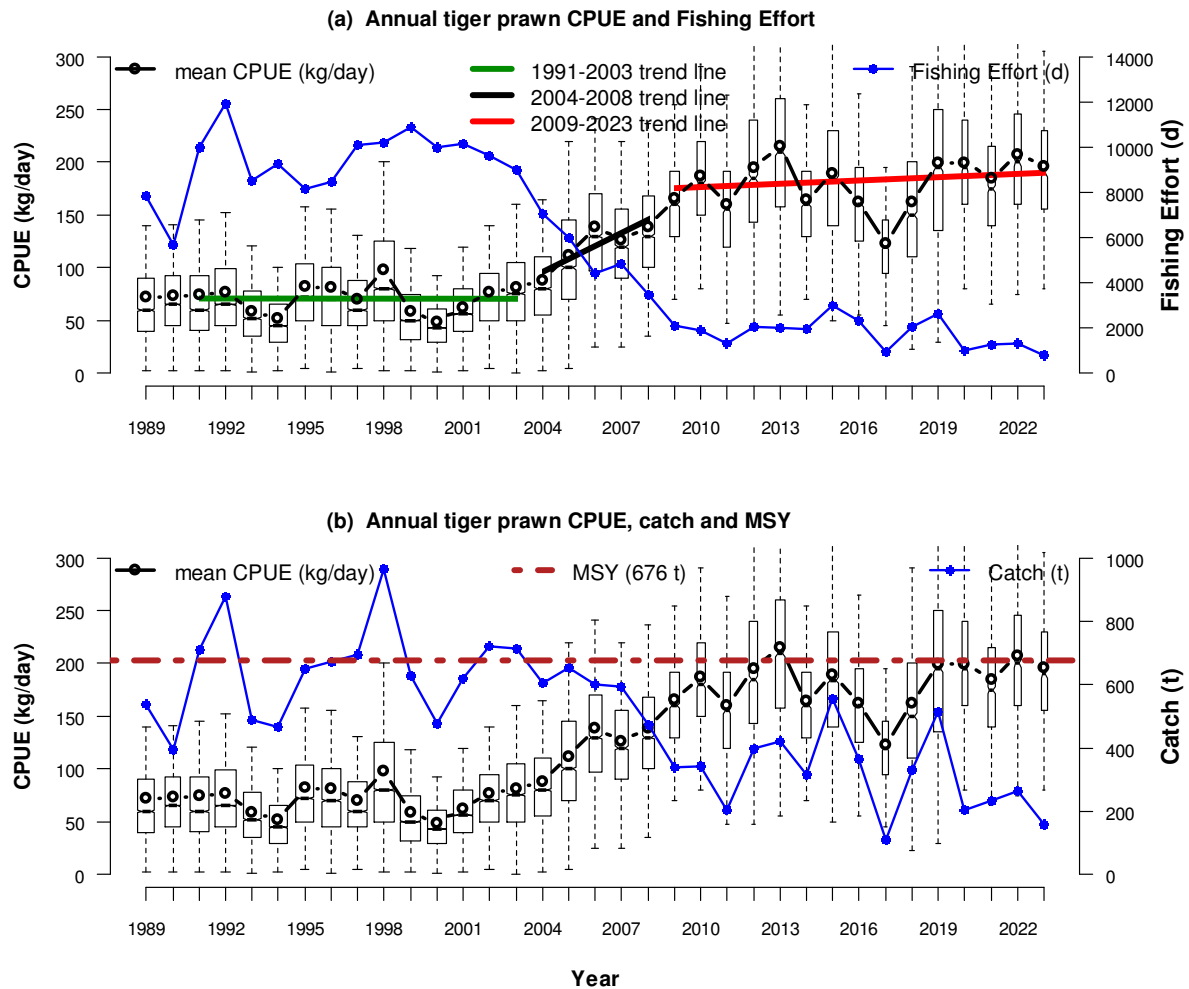 (a) Annual tiger prawn CPUE and Fishing Effort
mean CPUE (kg/day)
1991-2003 trend line
2004-2008 trend line
2009-2023 trend line
Fishing Effort (d)
CPUE (kg/day)
300
250
200
150
100
50
0
14000
12000
10000
8000
6000
4000
2000
0
Fishing Effort (d)
1989 1992 1995 1998 2001 2004 2007 2010 2013 2016 2019 2022
(b) Annual tiger prawn CPUE, catch and MSY
mean CPUE (kg/day)
MSY (676 t)
Catch (t)
CPUE (kg/day)
300
250
200
150
100
50
0
1000
800
600
400
200
0
Catch (t)
1989 1992 1995 1998 2001 2004 2007 2010 2013 2016 2019 2022
Year